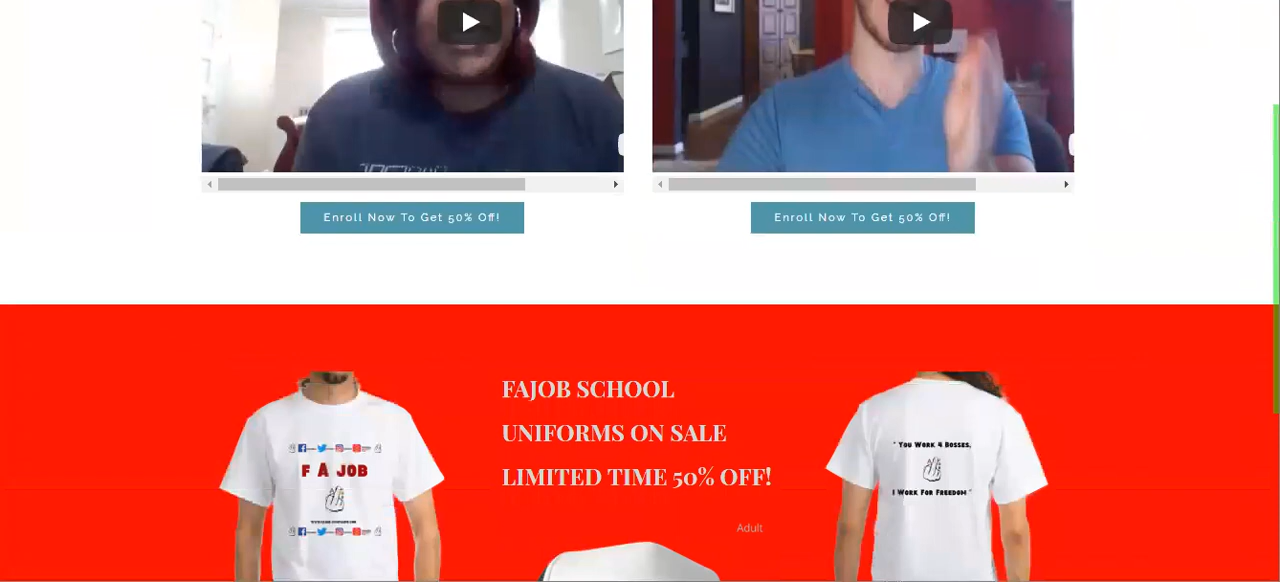 Enroll Now To Get 50% Off!
Enroll Now To Get 50% Off!
FAJOB SCHOOL
UNIFORMS ON SALE
LIMITED TIME 50% OFF!
F A JOB
" You Work 4 Bosses,
I Work For Freedom "
Adult